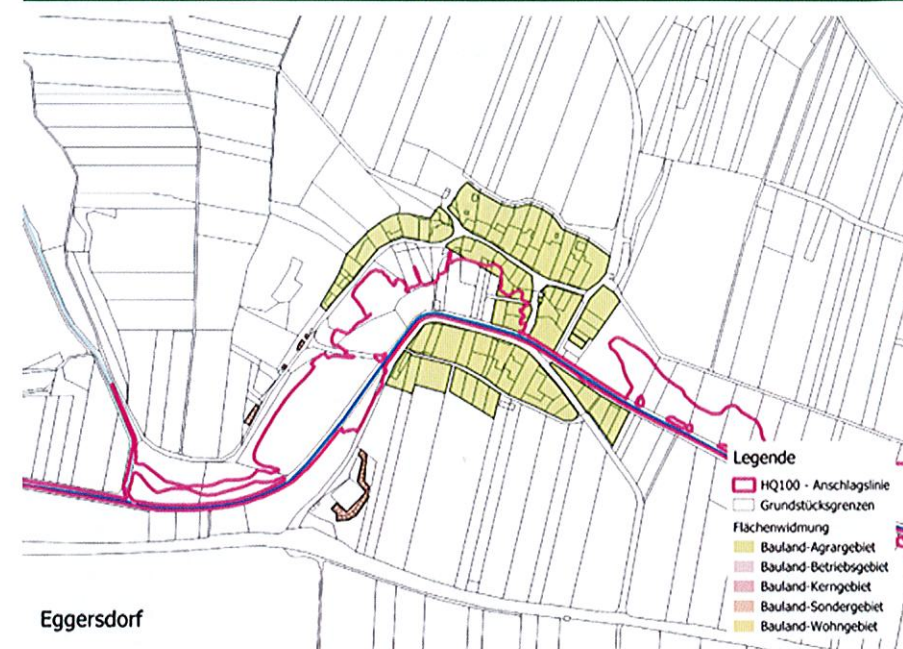 Legende
HQ100 - Anschlagslinie
Grundstücksgrenzen
Flächenwidmung
Bauland-Agrargebiet
Bauland-Betriebsgebiet
Bauland-Kerngebiet
Bauland-Sondergebiet
Bauland-Wohngebiet
Eggersdorf